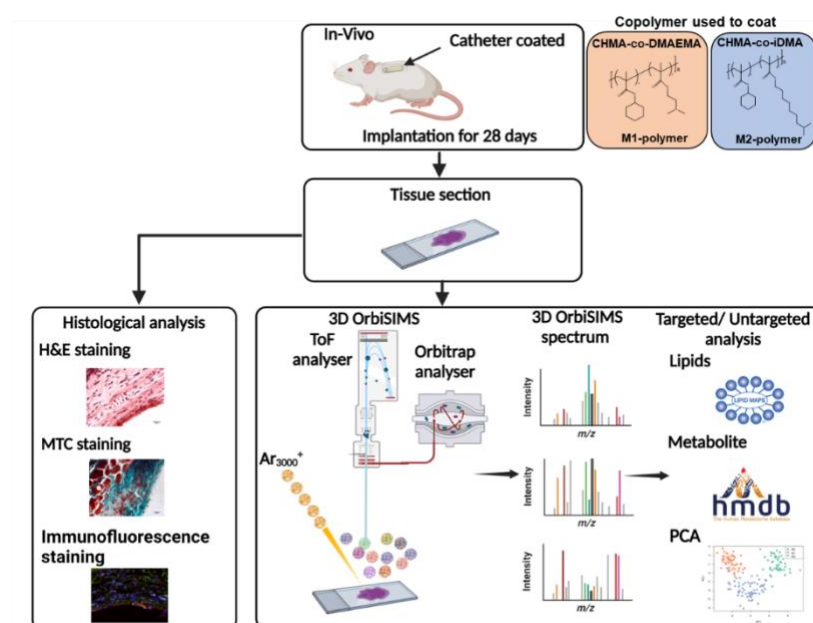 Copolymer used to coat
In-Vivo
Catheter coated
Implantation for 28 days
CHMA-co-DMAEMA
M1-polymer
CHMA-co-iDMA
M2-polymer
Tissue section
Histological analysis
H&E staining
MTC staining
Immunofluorescence
staining
3D OrbiSIMS
ToF
analyser
Orbitrap
analyser
Ar3000+
3D OrbiSIMS
spectrum
Intensity
m/z
Intensity
m/z
Intensity
m/z
Targeted/ Untargeted
analysis
Lipids
LIPID MAPS
Metabolite
hmdb
The Human Metabolome Database
PCA